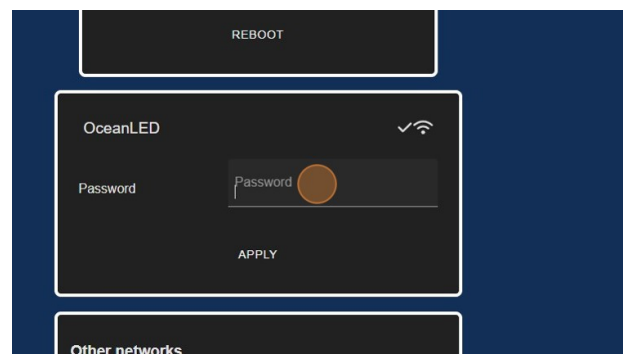 REBOOT
OceanLED
Password
Password
APPLY
Other networks